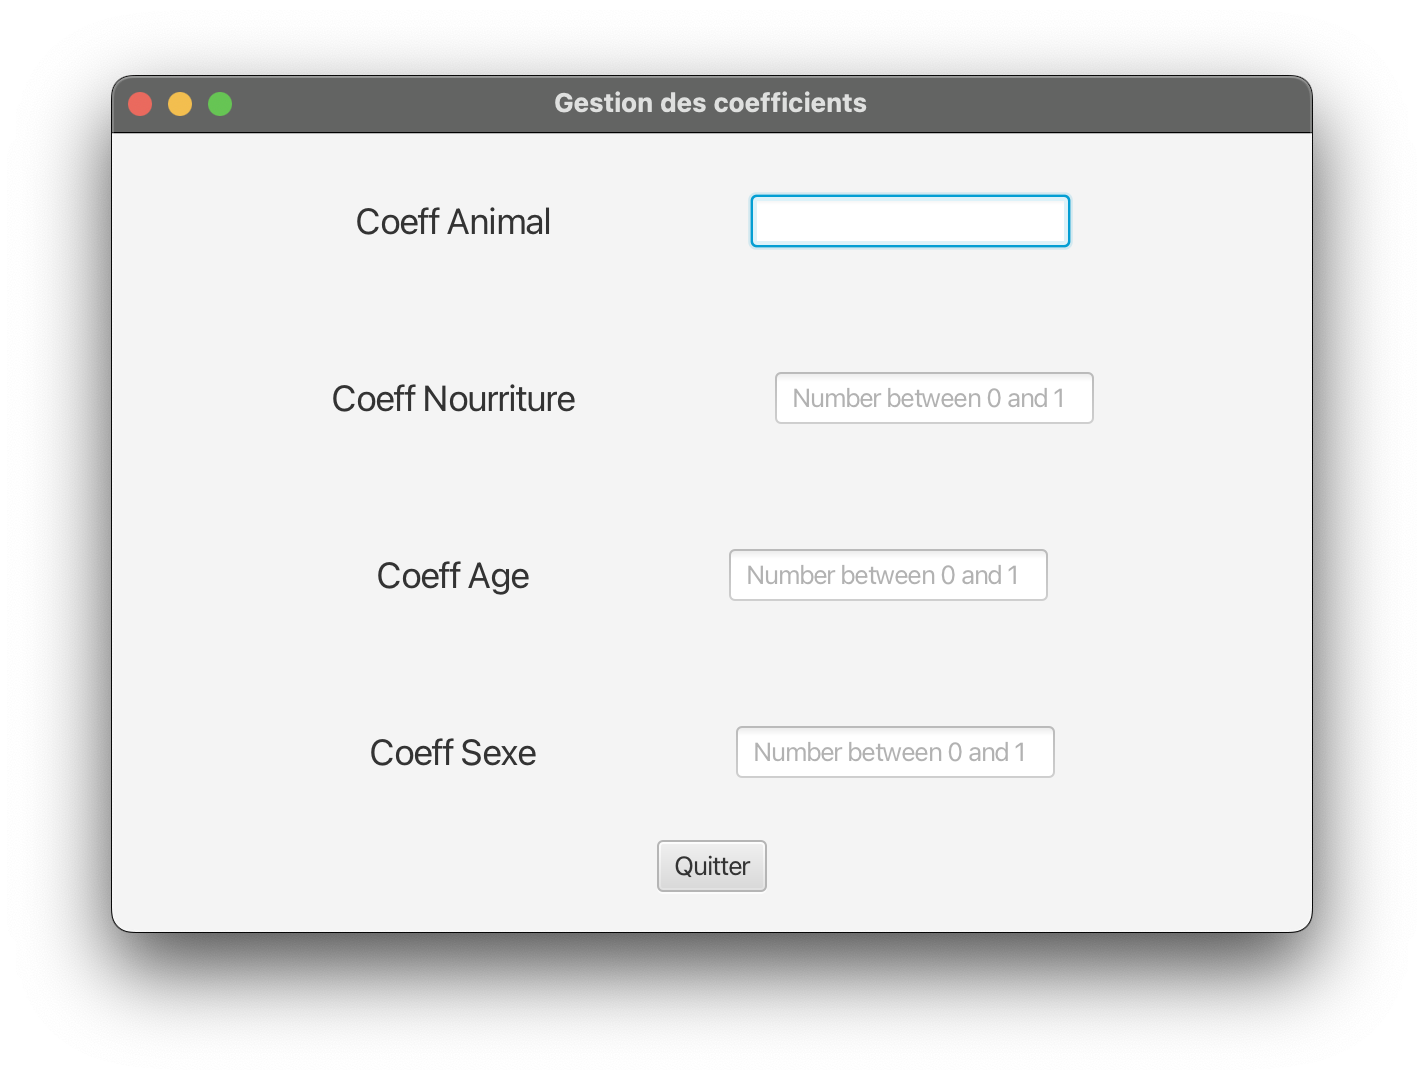 Gestion des coefficients
Coeff Animal
Coeff Nourriture
Number between 0 and 1
Coeff Age
Number between 0 and 1
Coeff Sexe
Number between 0 and 1
Quitter